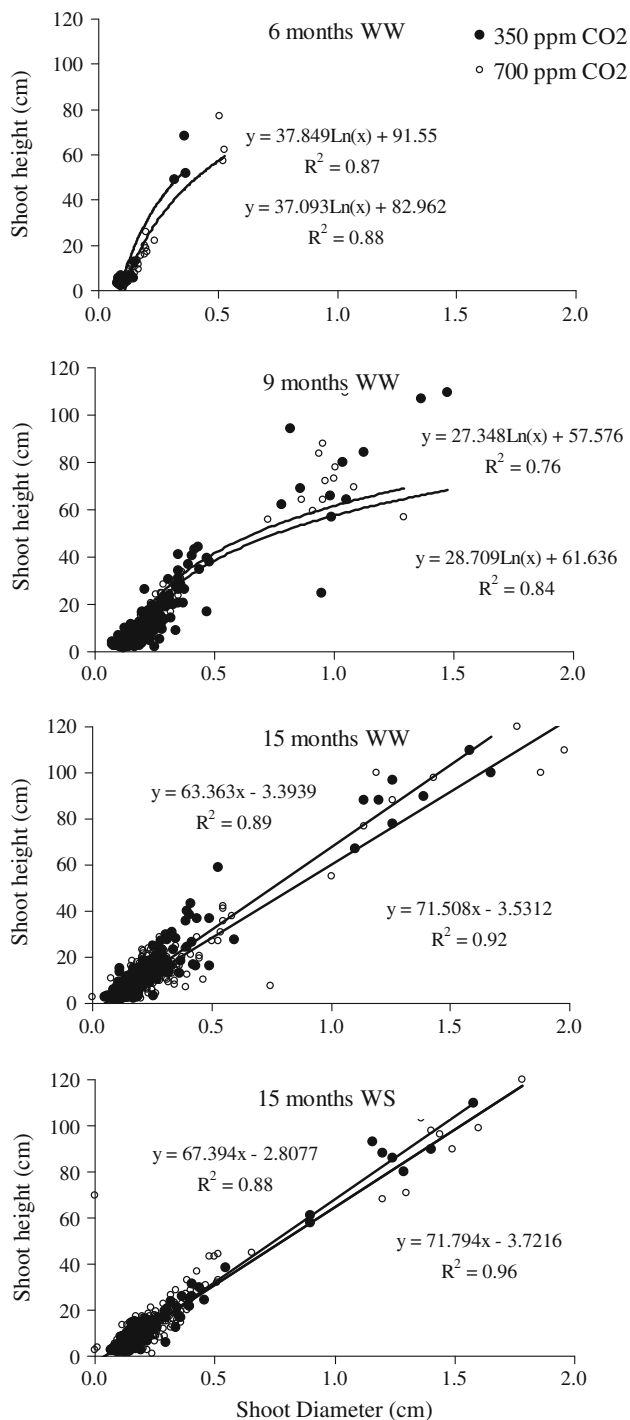 6 months WW
● 350 ppm CO2
○ 700 ppm CO2
120
100
80
60
40
20
0
Shoot height (cm)
y = 37.849Ln(x) + 91.55
R² = 0.87
y = 37.093Ln(x) + 82.962
R² = 0.88
0.0 0.5 1.0 1.5 2.0
9 months WW
120
100
80
60
40
20
0
Shoot height (cm)
y = 27.348Ln(x) + 57.576
R² = 0.76
y = 28.709Ln(x) + 61.636
R² = 0.84
0.0 0.5 1.0 1.5 2.0
15 months WW
120
100
80
60
40
20
0
Shoot height (cm)
y = 63.363x - 3.3939
R² = 0.89
y = 71.508x - 3.5312
R² = 0.92
0.0 0.5 1.0 1.5 2.0
15 months WS
120
100
80
60
40
20
0
Shoot height (cm)
y = 67.394x - 2.8077
R² = 0.88
y = 71.794x - 3.7216
R² = 0.96
0.0 0.5 1.0 1.5 2.0
Shoot Diameter (cm)